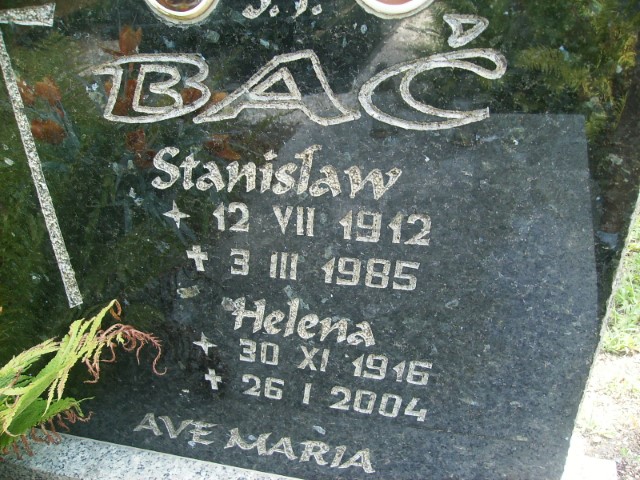 Ś.P.
BAĆ
Stanisław
12 VII 1912
3 III 1985
Helena
30 XI 1916
26 I 2004
AVE MARIA